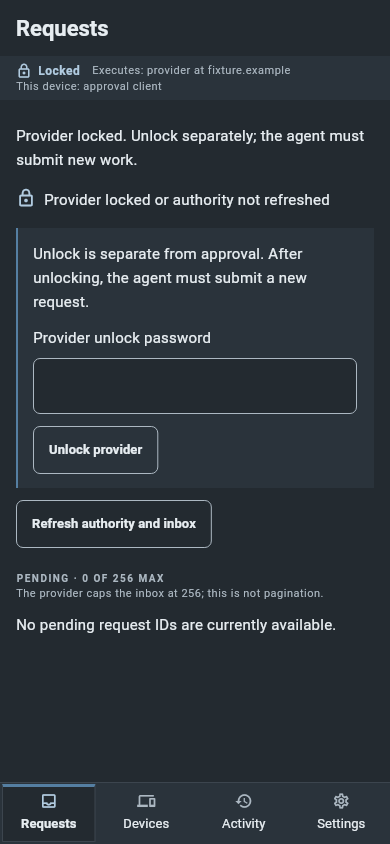 Requests
Locked Executes: provider at fixture.example
This device: approval client
Provider locked. Unlock separately; the agent must
submit new work.
Provider locked or authority not refreshed
Unlock is separate from approval. After
unlocking, the agent must submit a new
request.
Provider unlock password
Unlock provider
Refresh authority and inbox
PENDING · 0 OF 256 MAX
The provider caps the inbox at 256; this is not pagination.
No pending request IDs are currently available.
Requests Devices Activity Settings